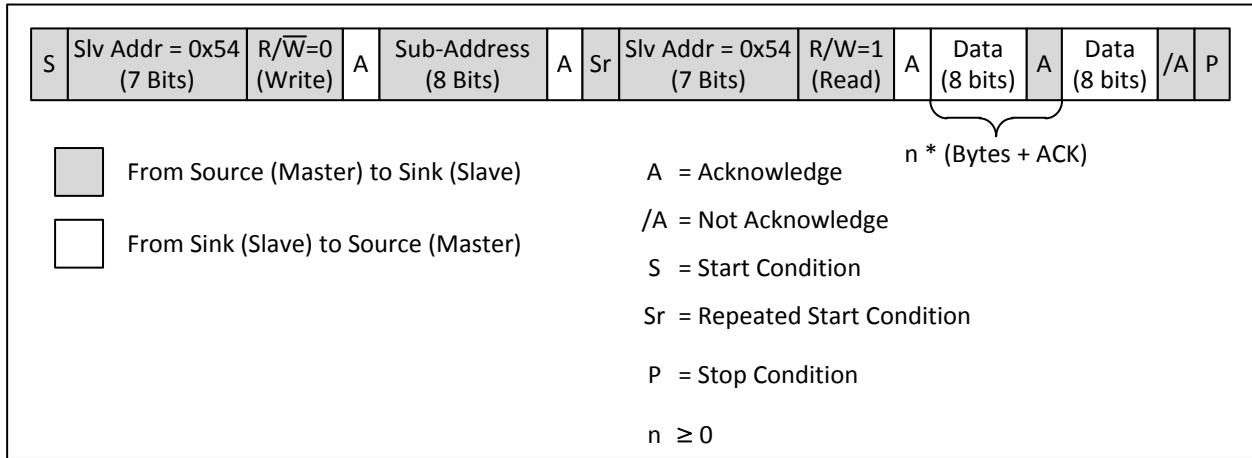 S Slv Addr = 0x54 R/W̅=0 A Sub-Address A Sr Slv Addr = 0x54 R/W=1 A Data A Data /A P
(7 Bits) (Write) (8 Bits) (7 Bits) (Read) (8 bits) (8 bits)
n * (Bytes + ACK)
From Source (Master) to Sink (Slave)
From Sink (Slave) to Source (Master)
A = Acknowledge
/A = Not Acknowledge
S = Start Condition
Sr = Repeated Start Condition
P = Stop Condition
n ≥ 0